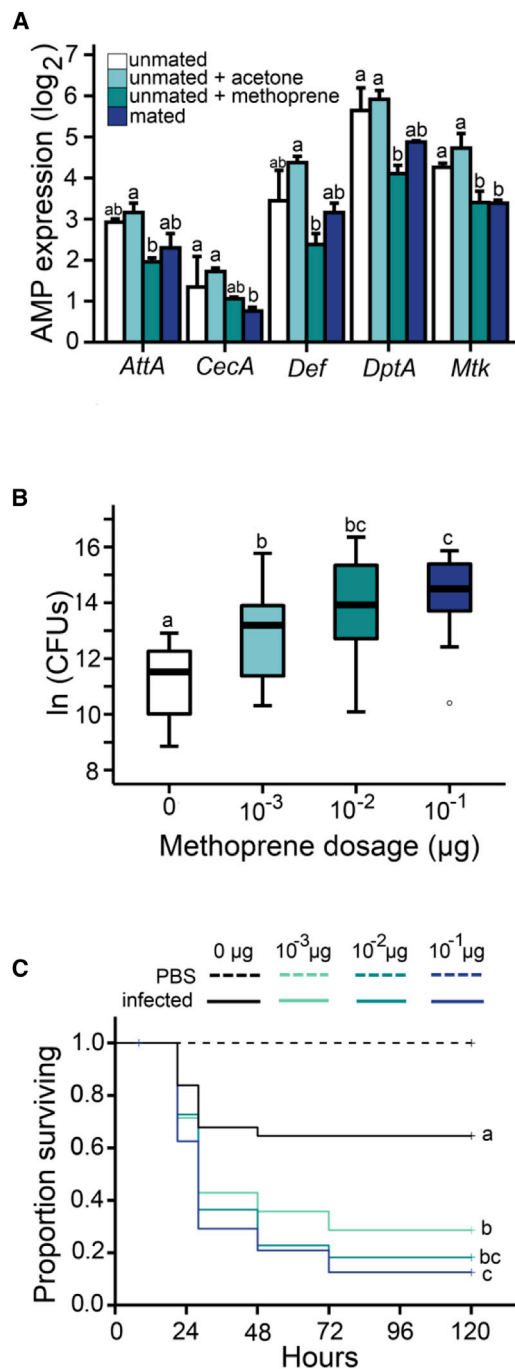 A
AMP expression (log2)
7
6
5
4
3
2
1
0
unmated
unmated + acetone
unmated + methoprene
mated
ab a b ab
a a ab b
ab a b ab
a a b ab
a a b b
AttA CecA Def DptA Mtk
B
ln (CFUs)
16
14
12
10
8
a b bc c
0 10-3 10-2 10-1
Methoprene dosage (µg)
C
0 µg 10-3µg 10-2µg 10-1µg
PBS
infected
Proportion surviving
1.0
0.8
0.6
0.4
0.2
0.0
a
b
bc
c
0 24 48 72 96 120
Hours